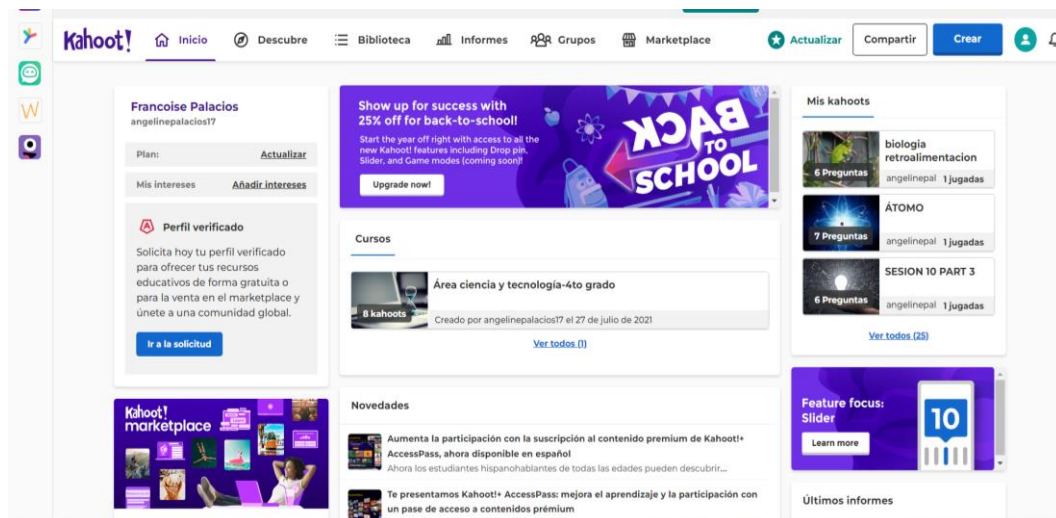 Kahoot!
Inicio
Descubre
Biblioteca
Informes
Grupos
Marketplace
Actualizar
Compartir
Crear
Francoise Palacios
angelinepalacios17
Plan:
Actualizar
Mis intereses
Añadir intereses
Perfil verificado
Solicita hoy tu perfil verificado
para ofrecer tus recursos
educativos de forma gratuita o
para la venta en el marketplace y
únete a una comunidad global.
Ir a la solicitud
Kahoot!
marketplace
Show up for success with
25% off for back-to-school!
Start the year off right with access to all the
new Kahoot! features including Drop pin,
Slider, and Game modes (coming soon)!
Upgrade now!
BACK
TO
SCHOOL
Cursos
8 kahoots
Área ciencia y tecnología-4to grado
Creado por angelinepalacios17 el 27 de julio de 2021
Ver todos (1)
Novedades
Aumenta la participación con la suscripción al contenido premium de Kahoot!+
AccessPass, ahora disponible en español
Ahora los estudiantes hispanohablantes de todas las edades pueden descubrir...
Te presentamos Kahoot!+ AccessPass: mejora el aprendizaje y la participación con
un pase de acceso a contenidos prémium
Mis kahoots
biologia
retroalimentacion
6 Preguntas
angelinepal 1 jugadas
ÁTOMO
7 Preguntas
angelinepal 1 jugadas
SESION 10 PART 3
6 Preguntas
angelinepal 1 jugadas
Ver todos (25)
Feature focus:
Slider
Learn more
10
Últimos informes